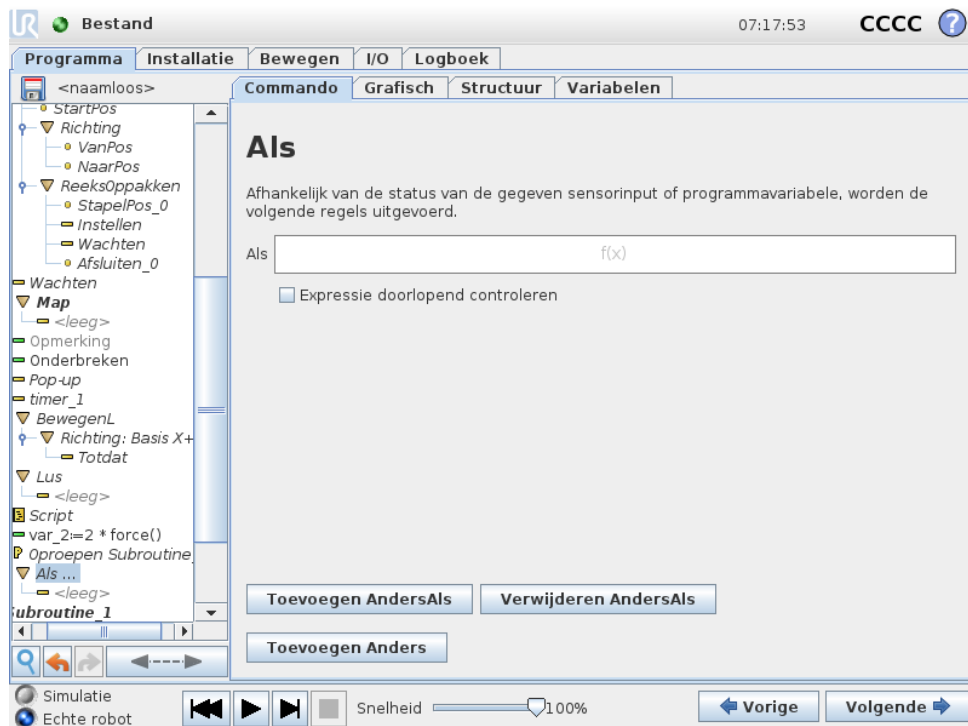 UR Bestand 07:17:53 CCCC ?
Programma Installatie Bewegen I/O Logboek
<naamloos>
Commando Grafisch Structuur Variabelen
StartPos
Richting
VanPos
NaarPos
ReeksOppakken
StapelPos_0
Instellen
Wachten
Afsluiten_0
Wachten
Map
<leeg>
Opmerking
Onderbreken
Pop-up
timer_1
BewegenL
Richting: Basis X+
Totdat
Lus
<leeg>
Script
var_2:=2 * force()
Oproepen Subroutine_
Als ...
<leeg>
Subroutine_1
Als
Afhankelijk van de status van de gegeven sensorinput of programmavariabele, worden de
volgende regels uitgevoerd.
Als f(x)
Expressie doorlopend controleren
Toevoegen AndersAls Verwijderen AndersAls
Toevoegen Anders
Simulatie
Echte robot
Snelheid 100%
Vorige Volgende